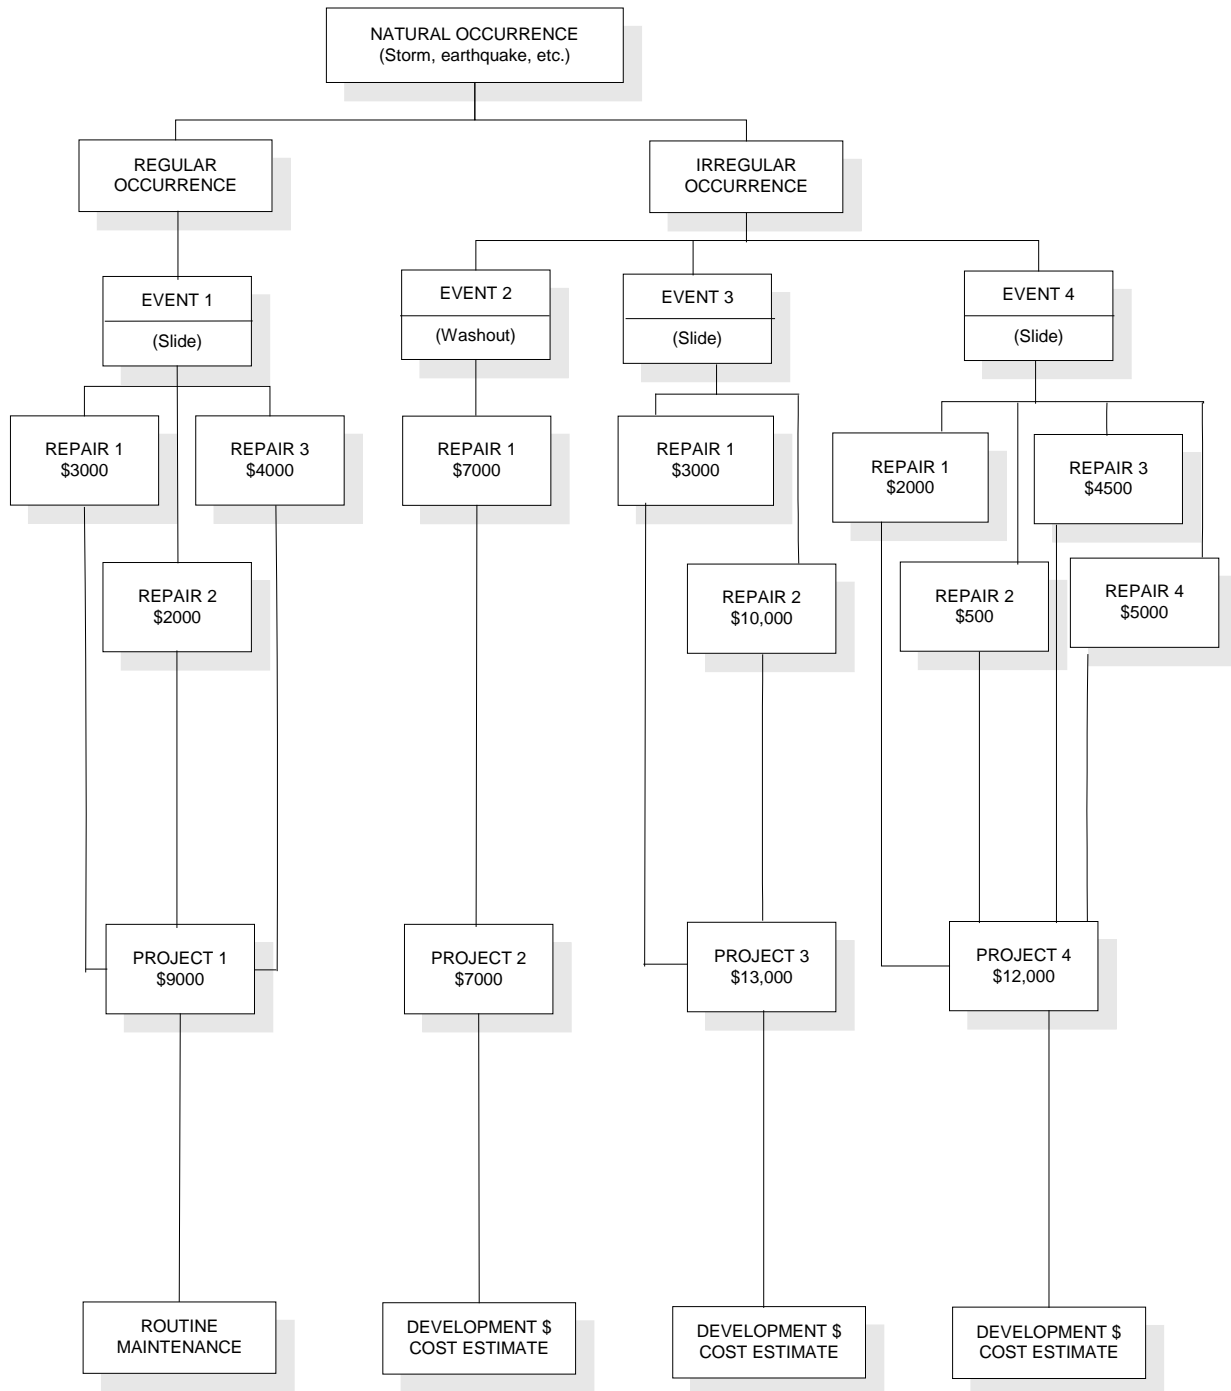 NATURAL OCCURRENCE
(Storm, earthquake, etc.)
REGULAR
OCCURRENCE
IRREGULAR
OCCURRENCE
EVENT 1
(Slide)
EVENT 2
(Washout)
EVENT 3
(Slide)
EVENT 4
(Slide)
REPAIR 1
$3000
REPAIR 3
$4000
REPAIR 1
$7000
REPAIR 1
$3000
REPAIR 1
$2000
REPAIR 3
$4500
REPAIR 2
$2000
REPAIR 2
$10,000
REPAIR 2
$500
REPAIR 4
$5000
PROJECT 1
$9000
PROJECT 2
$7000
PROJECT 3
$13,000
PROJECT 4
$12,000
ROUTINE
MAINTENANCE
DEVELOPMENT $
COST ESTIMATE
DEVELOPMENT $
COST ESTIMATE
DEVELOPMENT $
COST ESTIMATE